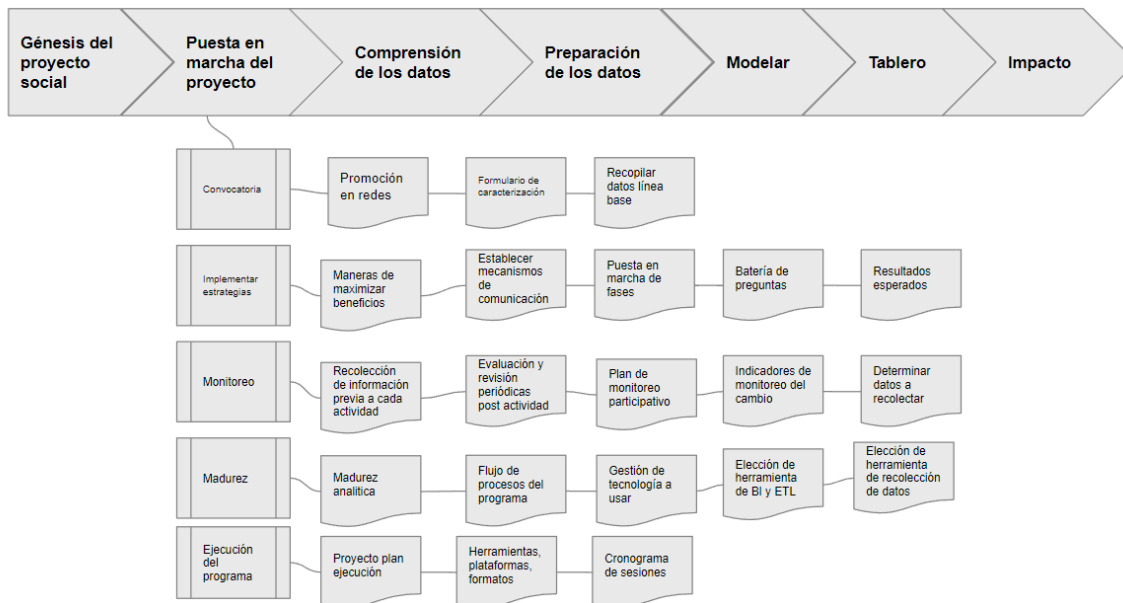 Génesis del
proyecto
social
Puesta en
marcha del
proyecto
Comprensión
de los datos
Preparación
de los datos
Modelar
Tablero
Impacto
Convocatoria
Promoción
en redes
Formulario de
caracterización
Recopilar
datos línea
base
Implementar
estrategias
Maneras de
maximizar
beneficios
Establecer
mecanismos
de
comunicación
Puesta en
marcha de
fases
Batería de
preguntas
Resultados
esperados
Monitoreo
Recolección
de información
previa a cada
actividad
Evaluación y
revisión
periódicas
post actividad
Plan de
monitoreo
participativo
Indicadores de
monitoreo del
cambio
Determinar
datos a
recolectar
Madurez
Madurez
analítica
Flujo de
procesos del
programa
Gestión de
tecnología a
usar
Elección de
herramienta
de BI y ETL
Elección de
herramienta
de recolección
de datos
Ejecución
del
programa
Proyecto plan
ejecución
Herramientas,
plataformas,
formatos
Cronograma
de sesiones